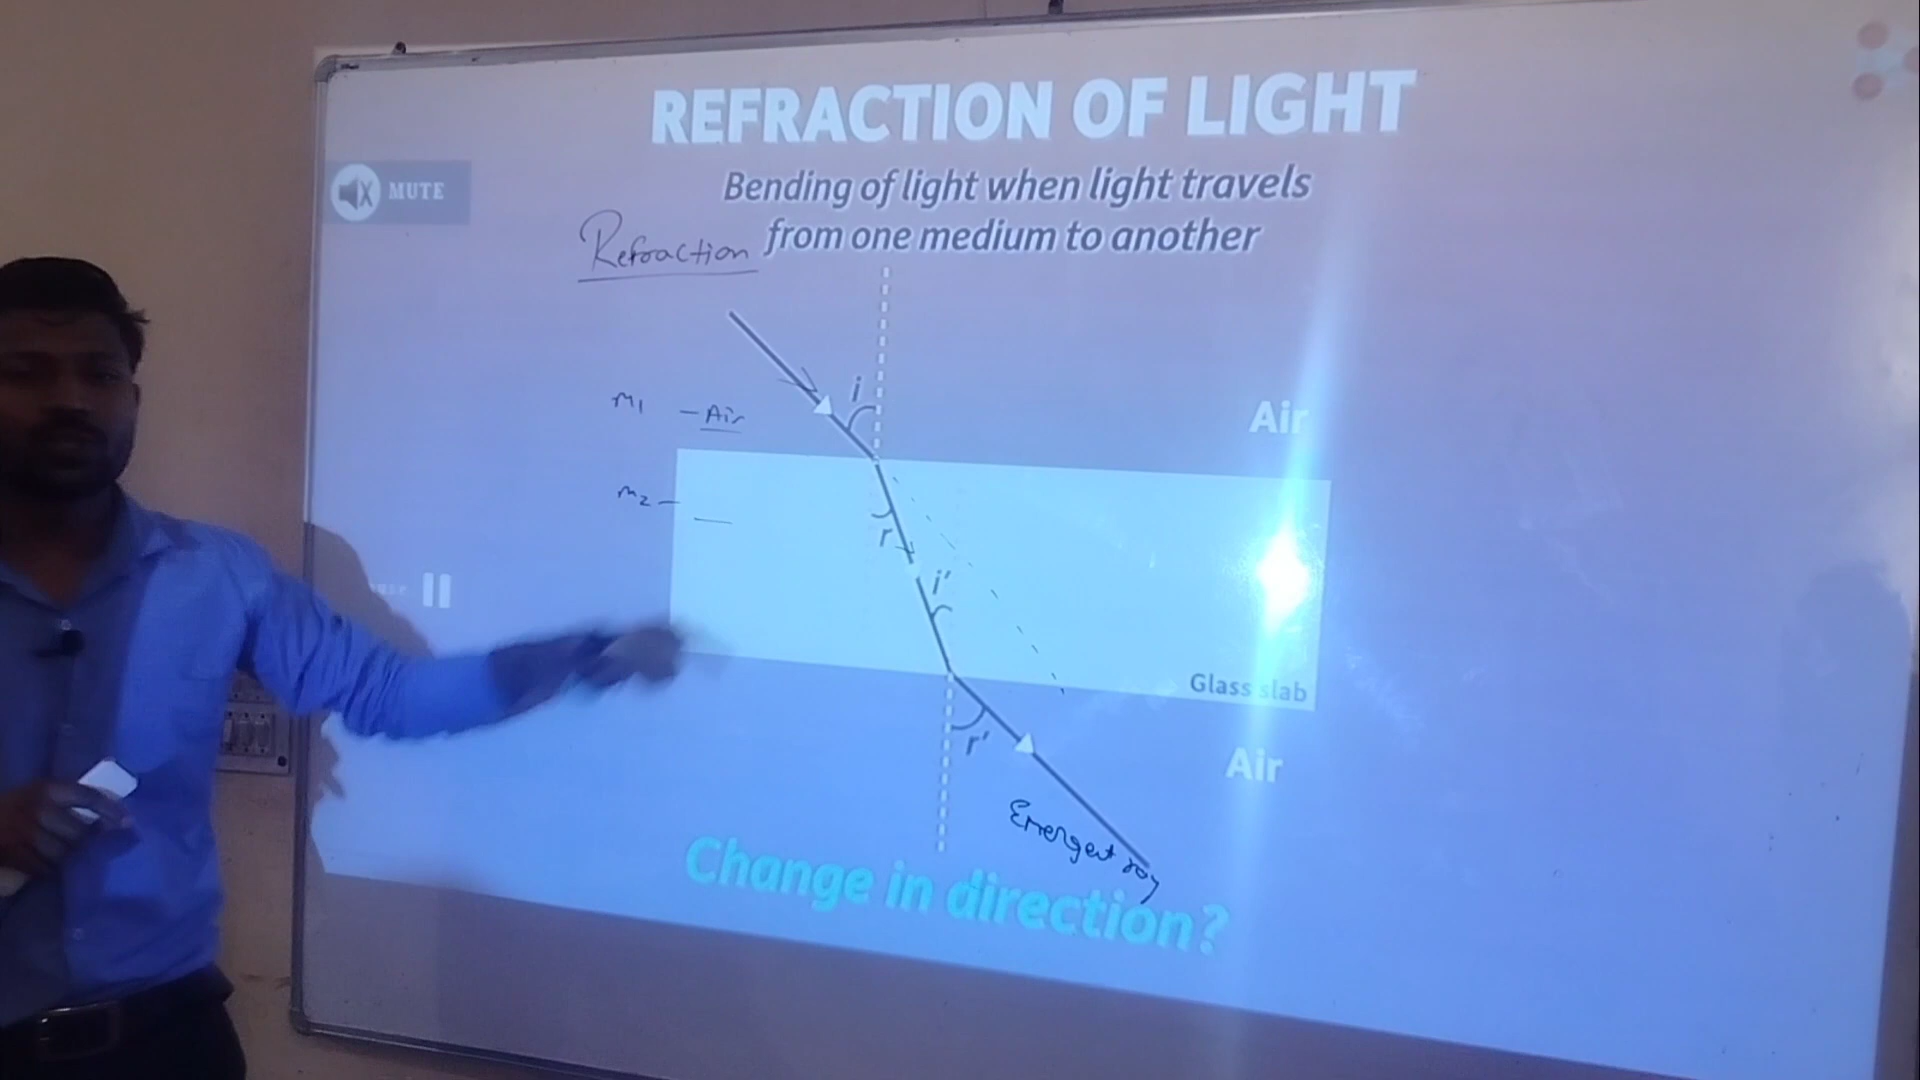 REFRACTION OF LIGHT
MUTE
Bending of light when light travels
from one medium to another
Refraction
i
m1 - Air
Air
m2 -
r
i'
Glass slab
r'
Air
Emergent ray
Change in direction?